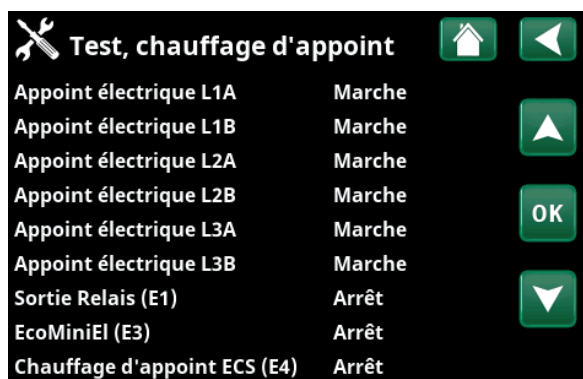 Test, chauffage d'appoint
Appoint électrique L1A Marche
Appoint électrique L1B Marche
Appoint électrique L2A Marche
Appoint électrique L2B Marche
OK
Appoint électrique L3A Marche
Appoint électrique L3B Marche
Sortie Relais (E1) Arrêt
EcoMiniEl (E3) Arrêt
Chauffage d'appoint ECS (E4) Arrêt